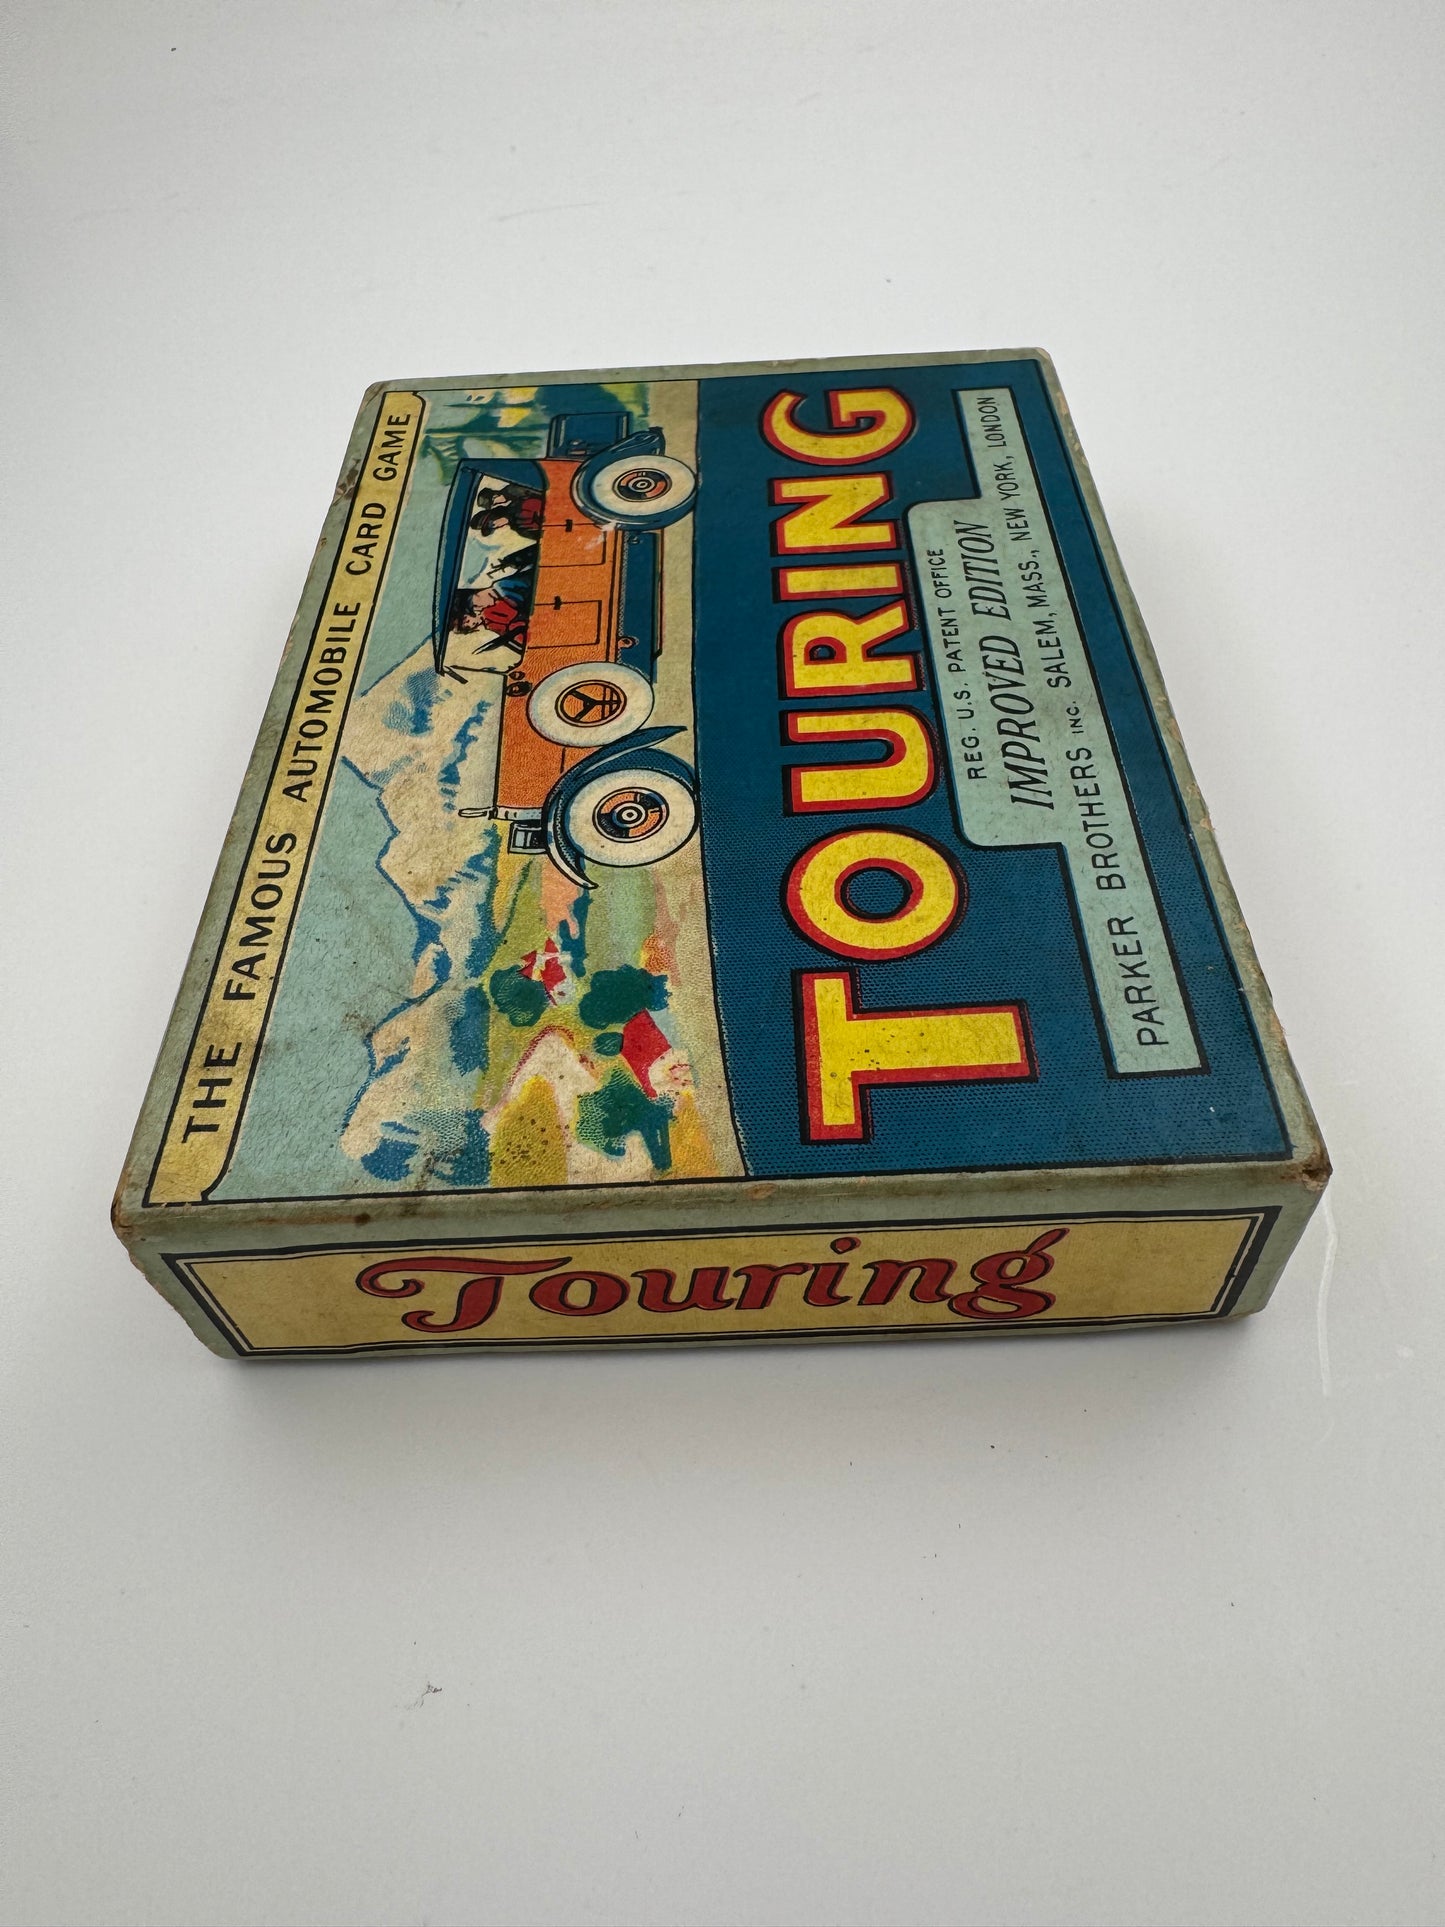 THE FAMOUS AUTOMOBILE CARD GAME
TOURING
REG. U.S. PATENT OFFICE
IMPROVED EDITION
PARKER BROTHERS INC. SALEM, MASS., NEW YORK, LONDON
Touring